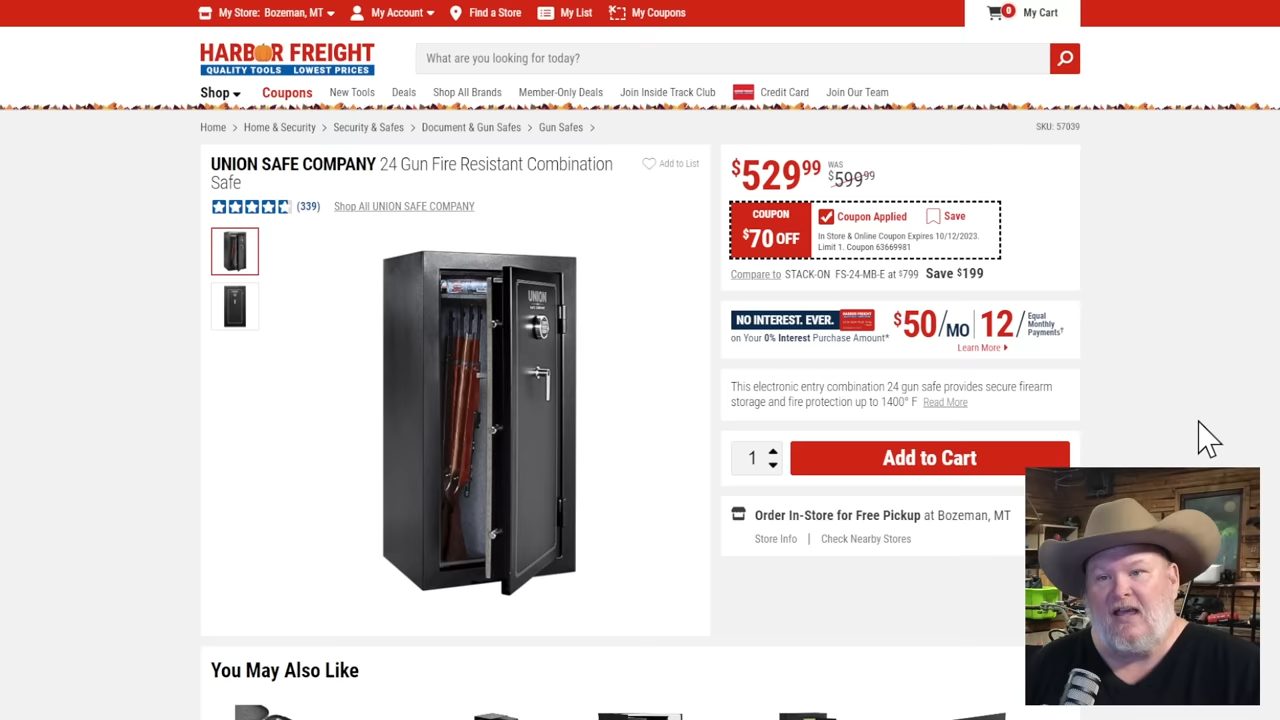 My Store: Bozeman, MT
My Account
Find a Store
My List
My Coupons
0
My Cart
HARBOR FREIGHT
QUALITY TOOLS LOWEST PRICES
What are you looking for today?
Shop
Coupons
New Tools
Deals
Shop All Brands
Member-Only Deals
Join Inside Track Club
Credit Card
Join Our Team
Home > Home & Security > Security & Safes > Document & Gun Safes > Gun Safes >
SKU: 57039
UNION SAFE COMPANY 24 Gun Fire Resistant Combination
Safe
Add to List
(339)
Shop All UNION SAFE COMPANY
UNION
$529.99
WAS
$599.99
COUPON
$70 OFF
Coupon Applied
Save
In Store & Online Coupon Expires 10/12/2023.
Limit 1. Coupon 63669981
Compare to STACK-ON FS-24-MB-E at $799 Save $199
NO INTEREST. EVER.
on Your 0% Interest Purchase Amount*
$50/MO
12/
Equal
Monthly
Payments†
Learn More
This electronic entry combination 24 gun safe provides secure firearm
storage and fire protection up to 1400° F Read More
1
Add to Cart
Order In-Store for Free Pickup at Bozeman, MT
Store Info | Check Nearby Stores
You May Also Like